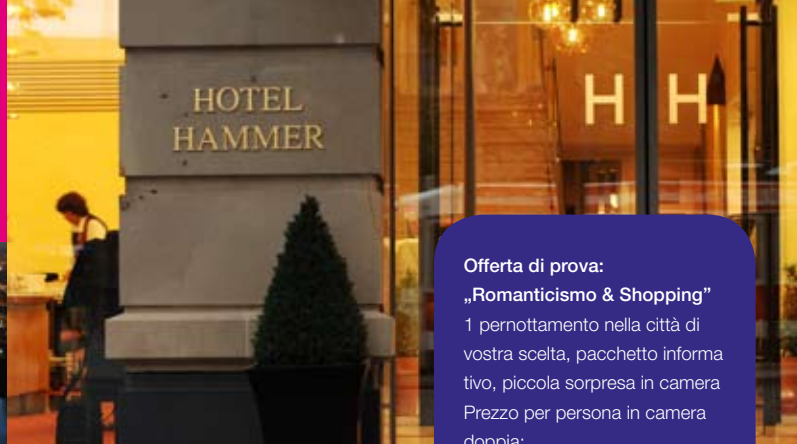 HOTEL
HAMMER
H H
Offerta di prova:
„Romanticismo & Shopping”
1 pernottamento nella città di
vostra scelta, pacchetto informa
tivo, piccola sorpresa in camera
Prezzo per persona in camera
doppia: